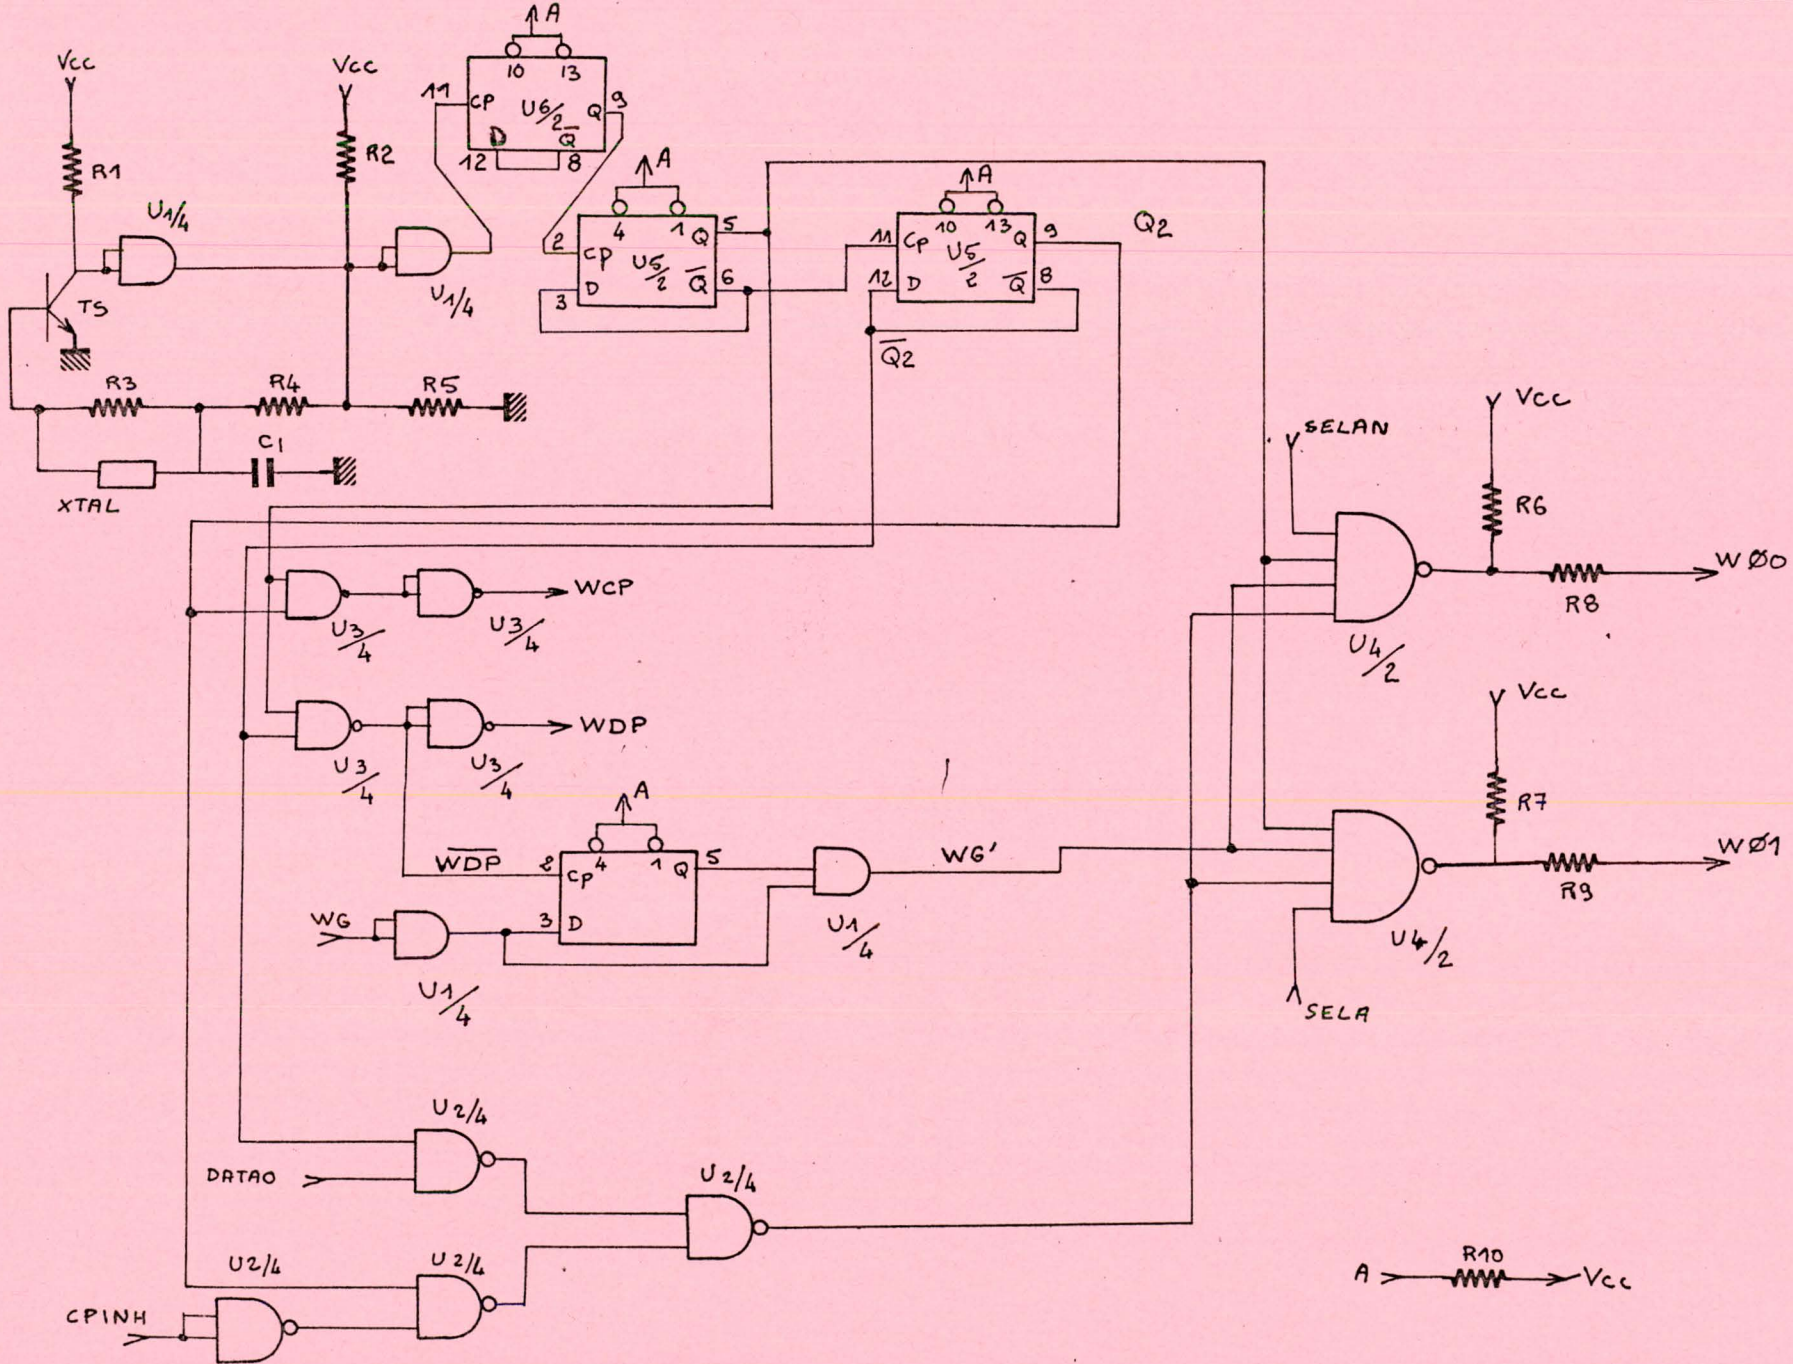 A
10 13
11 CP U6/2 Q 9
D Q̅
12 8
Vcc
R1
Vcc
R2
U1/4
U1/4
TS
A
4 1 Q 5
2 CP U5/2
3 D Q̅ 6
A
10 13 Q 9
11 CP U5/2
12 D Q̅ 8
Q2
Q̅2
R3 R4 R5
C1
XTAL
WCP
U3/4 U3/4
WDP
U3/4 U3/4
A
W̅D̅P̅ 2 CP 4 1 Q 5
3 D
WG
U1/4
U1/4
WG'
SELAN
Vcc
R6
WØ0
R8
U4/2
Vcc
R7
WØ1
R9
U4/2
SELA
U2/4
DATAO
U2/4
U2/4 U2/4
CPINH
A R10 Vcc